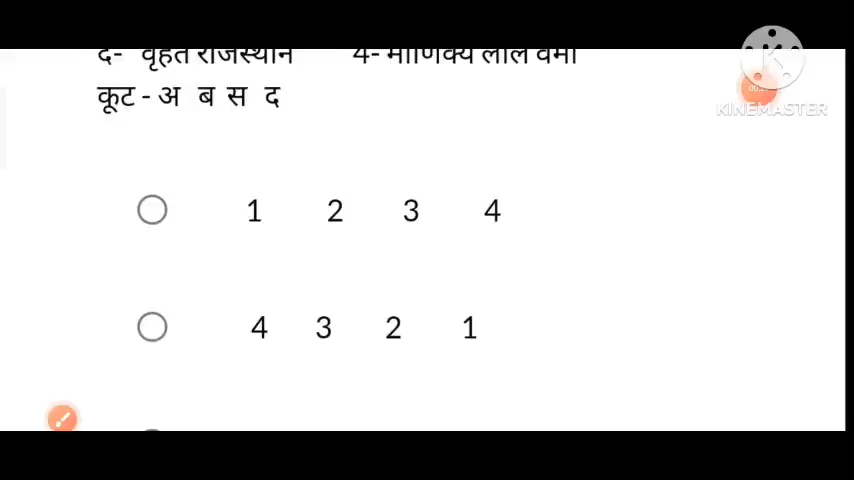 द- वृहत राजस्थान 4- माणिक्य लाल वर्मा
कूट - अ ब स द
1 2 3 4
4 3 2 1
KINEMASTER